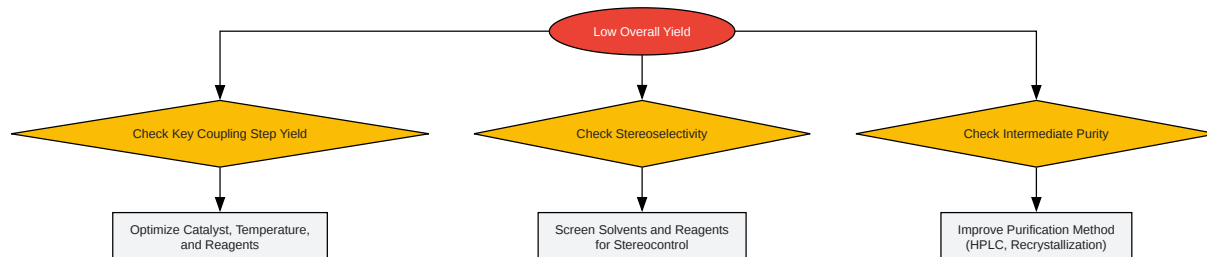 Low Overall Yield
Check Key Coupling Step Yield
Check Stereoselectivity
Check Intermediate Purity
Optimize Catalyst, Temperature,
and Reagents
Screen Solvents and Reagents
for Stereocontrol
Improve Purification Method
(HPLC, Recrystallization)